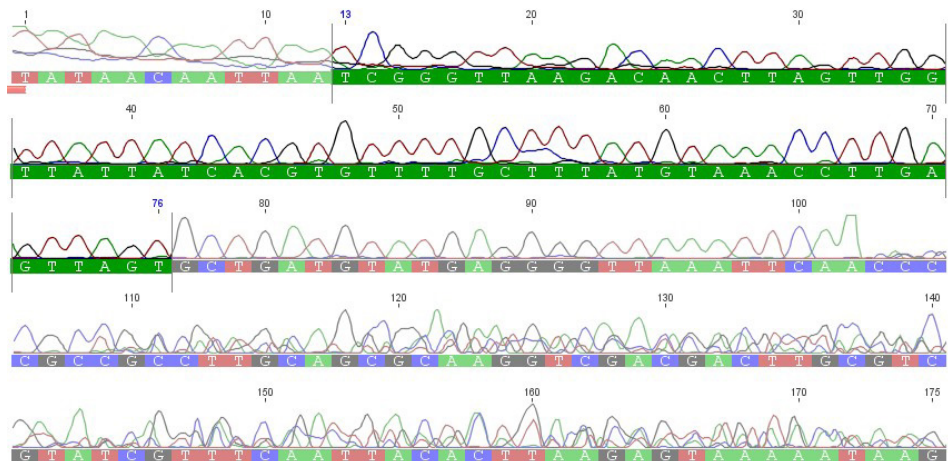 1 10 13 20 30
T A T A A C A A T T A A T C G G G T T A A G A C A A C T T A G T T G G
40 50 60 70
T T A T T A T C A C G T G T T T T G C T T T A T G T A A A C C T T G A
76 80 90 100
G T T A G T G C T G A T G T A T G A G G G G T T A A A T T C A A C C C
110 120 130 140
C G C C G C C T T G C A G C G C A A G G T C G A C G A C T T G C G T C
150 160 170 175
G T A T C G T T T C A A T T A C A C T T A A G A G T A A A A A T A A G